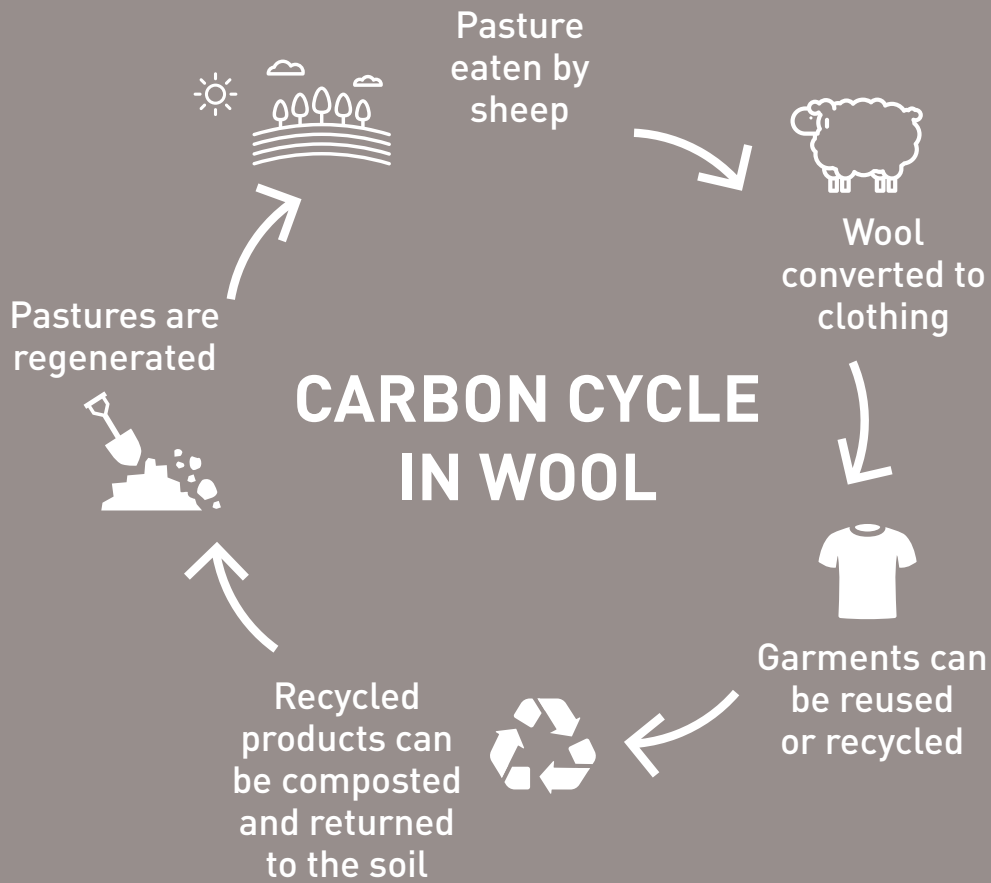 Pasture
eaten by
sheep
Wool
converted to
clothing
Pastures are
regenerated
CARBON CYCLE
IN WOOL
Garments can
be reused
or recycled
Recycled
products can
be composted
and returned
to the soil